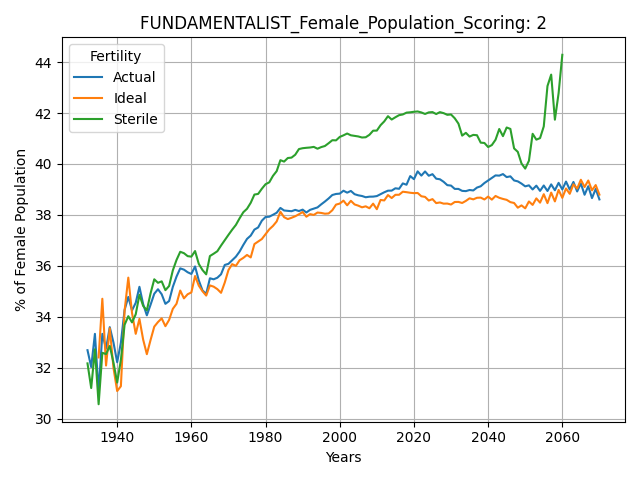 FUNDAMENTALIST_Female_Population_Scoring: 2
Fertility
Actual
Ideal
Sterile
% of Female Population
44
42
40
38
36
34
32
30
1940
1960
1980
2000
2020
2040
2060
Years